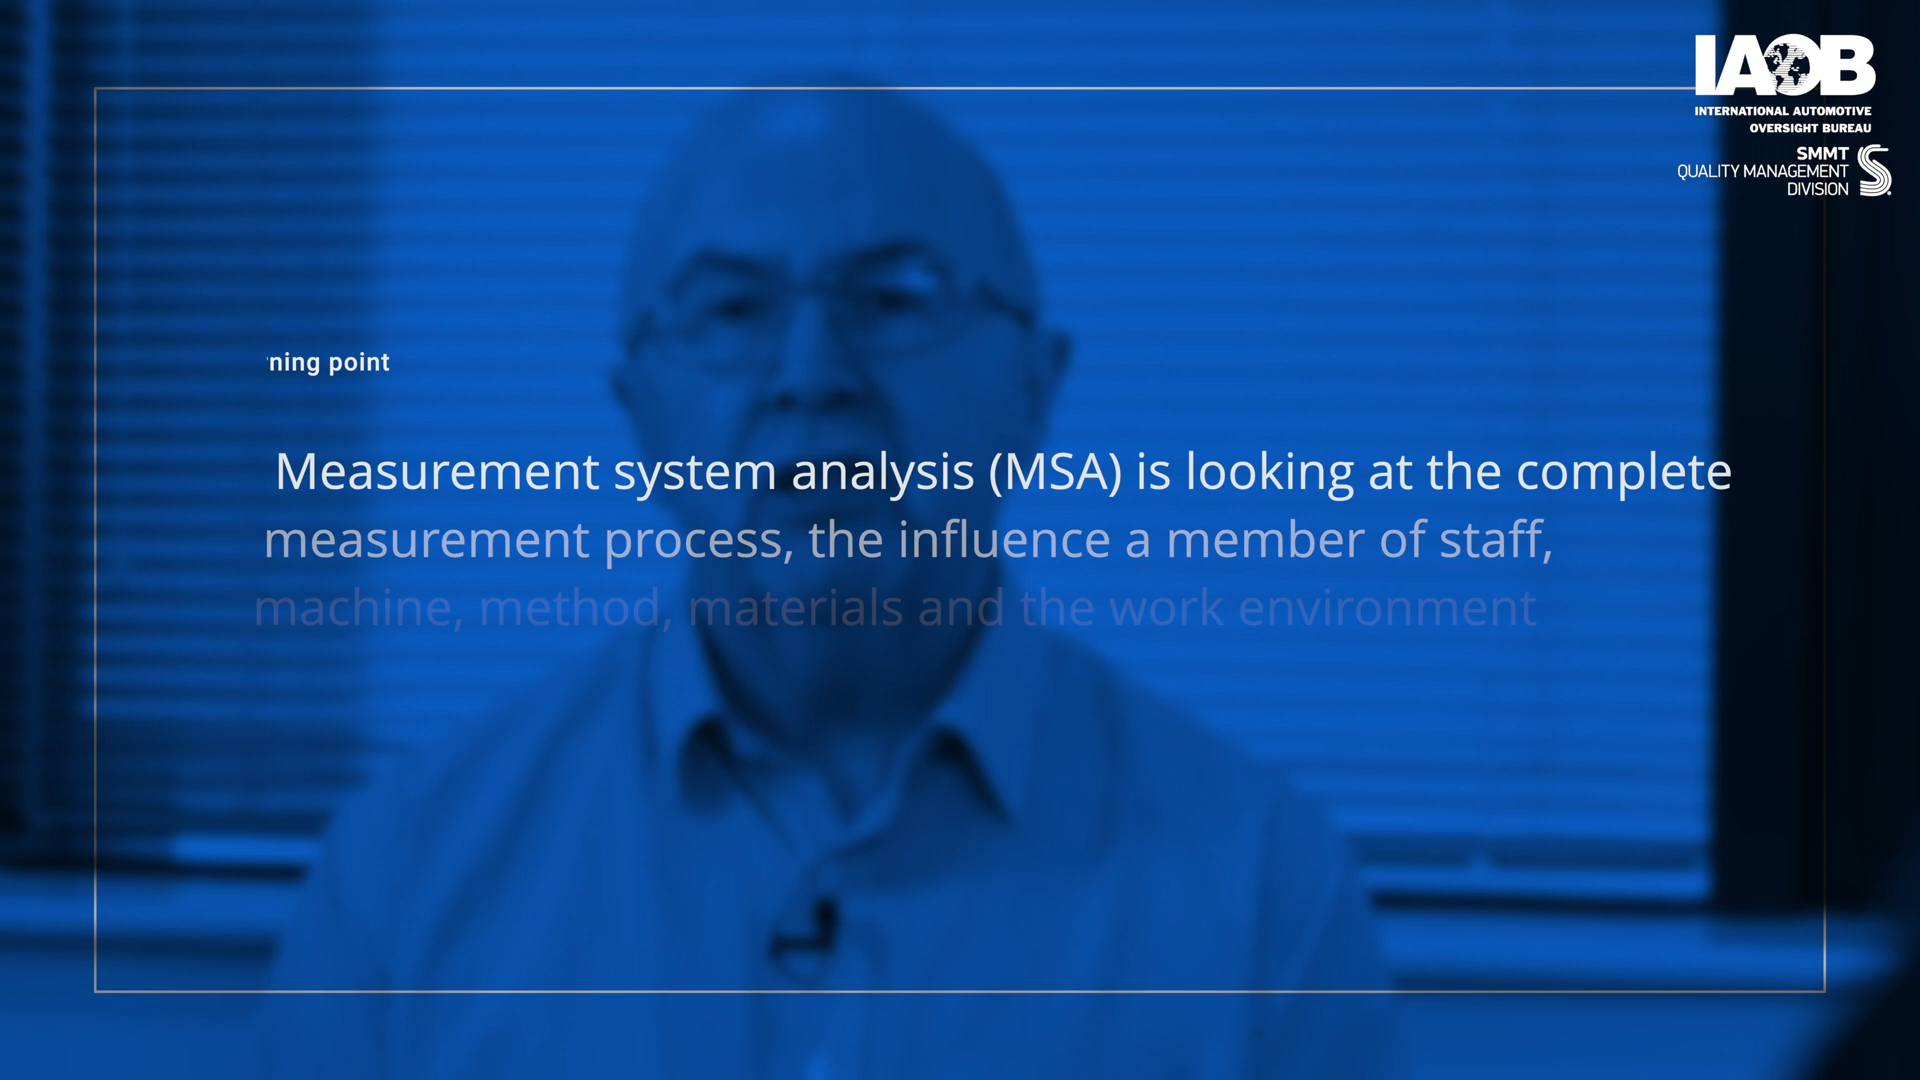 IAOB
INTERNATIONAL AUTOMOTIVE
OVERSIGHT BUREAU
SMMT
QUALITY MANAGEMENT
DIVISION
ning point
Measurement system analysis (MSA) is looking at the complete
measurement process, the influence a member of staff,
machine, method, materials and the work environment